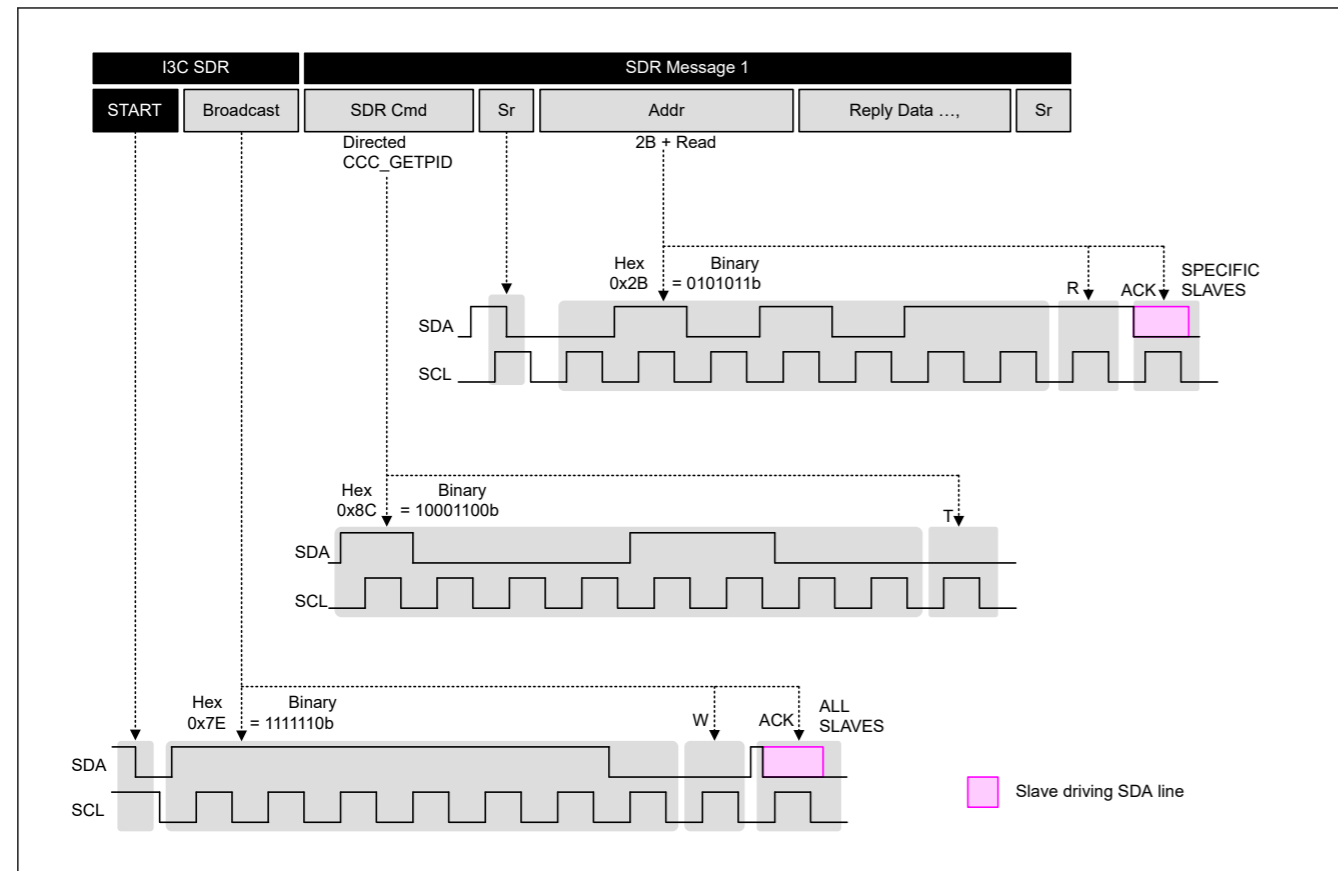 I3C SDR
SDR Message 1
START
Broadcast
SDR Cmd
Sr
Addr
Reply Data …,
Sr
Directed
CCC_GETPID
2B + Read
Hex
Binary
0x2B
= 0101011b
R
ACK
SPECIFIC
SLAVES
SDA
SCL
Hex
Binary
0x8C
= 10001100b
T
SDA
SCL
Hex
Binary
0x7E
= 1111110b
W
ACK
ALL
SLAVES
SDA
SCL
Slave driving SDA line